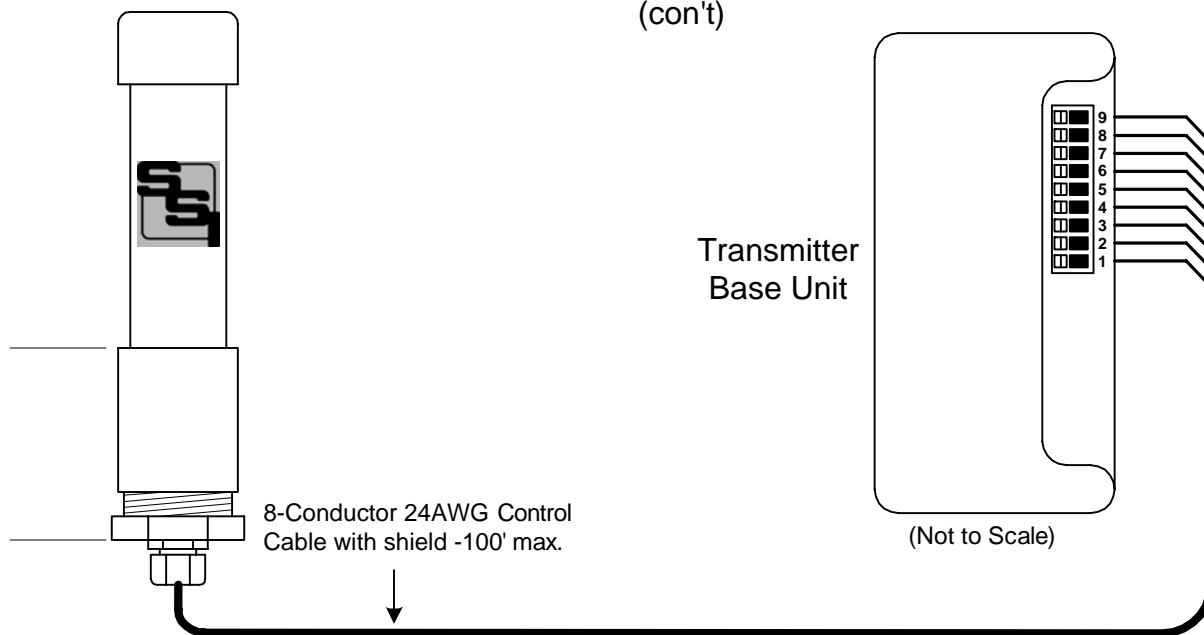 (con't)
SSI
9
8
7
6
5
4
3
2
1
Transmitter
Base Unit
8-Conductor 24AWG Control
Cable with shield -100' max.
(Not to Scale)